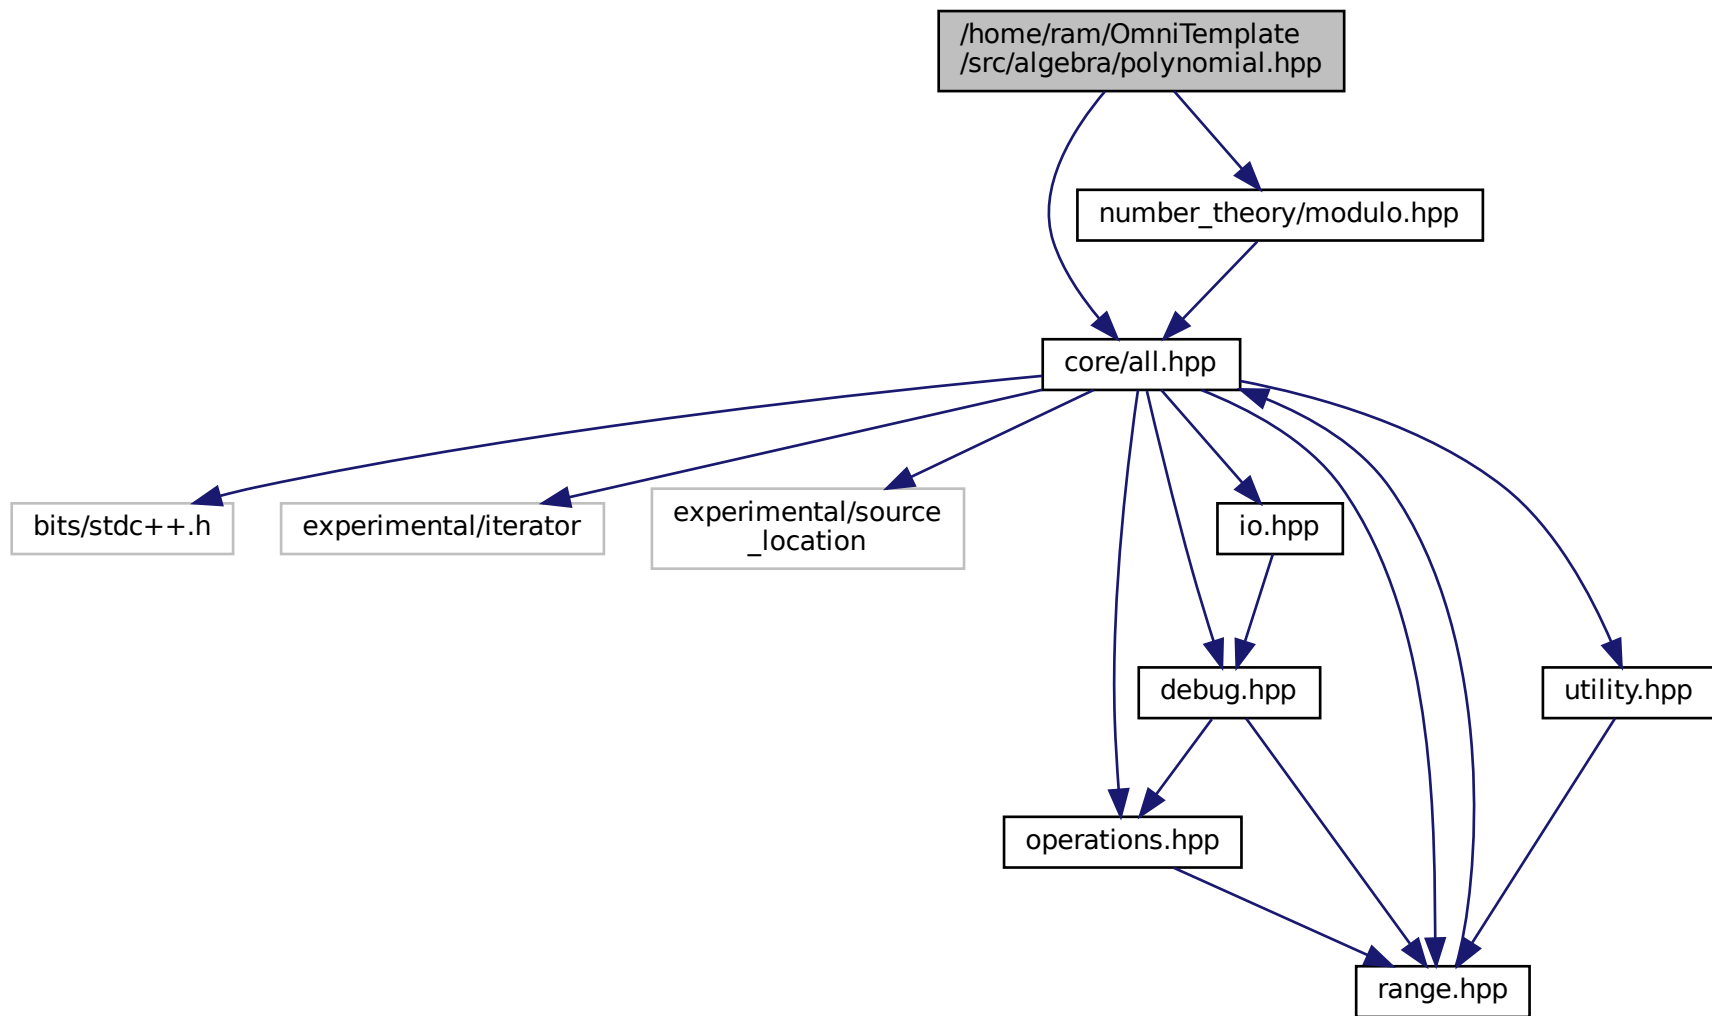 /home/ram/OmniTemplate
/src/algebra/polynomial.hpp
number_theory/modulo.hpp
core/all.hpp
bits/stdc++.h
experimental/iterator
experimental/source
_location
io.hpp
debug.hpp
utility.hpp
operations.hpp
range.hpp